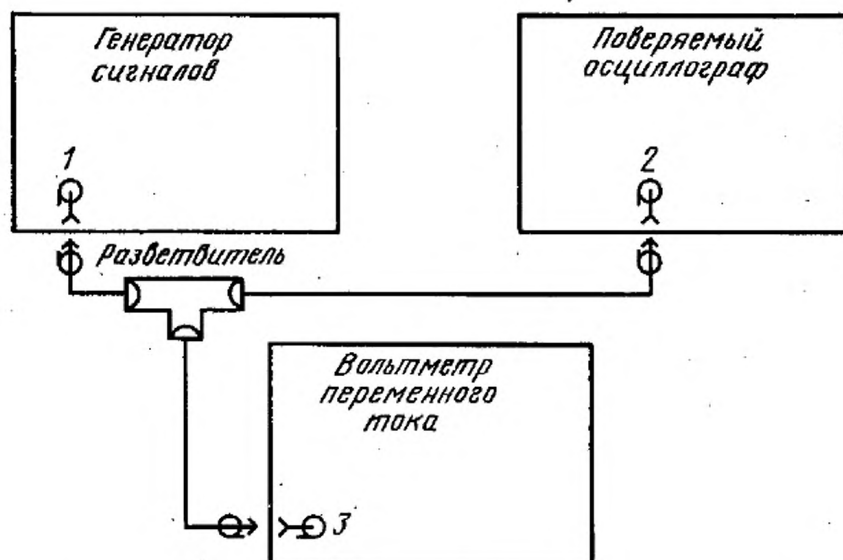 Генератор
сигналов
1
Поверяемый
осциллограф
2
Разветвитель
Вольтметр
переменного
тока
3